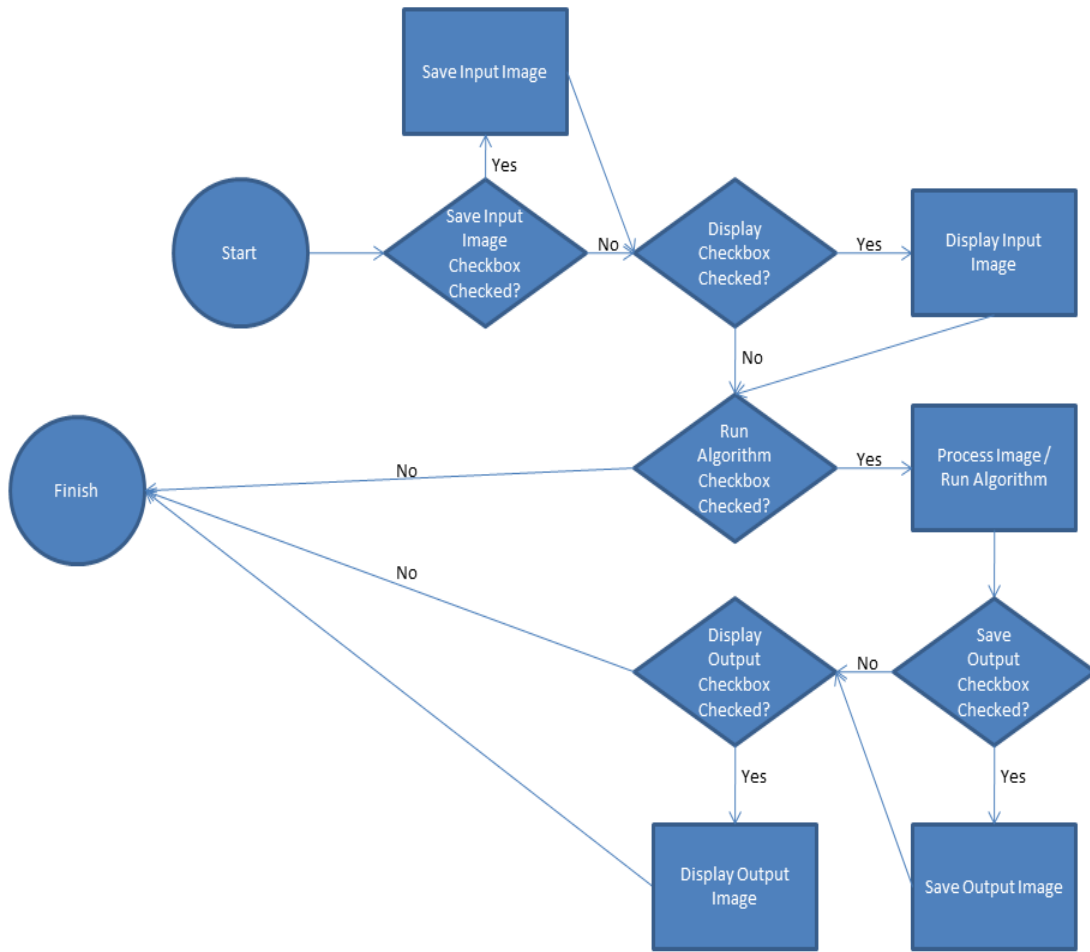 Save Input Image
Yes
Start
Save Input
Image
Checkbox
Checked?
No
Display
Checkbox
Checked?
Yes
Display Input
Image
No
Finish
No
Run
Algorithm
Checkbox
Checked?
Yes
Process Image /
Run Algorithm
No
Display
Output
Checkbox
Checked?
No
Save
Output
Checkbox
Checked?
Yes
Yes
Display Output
Image
Save Output Image